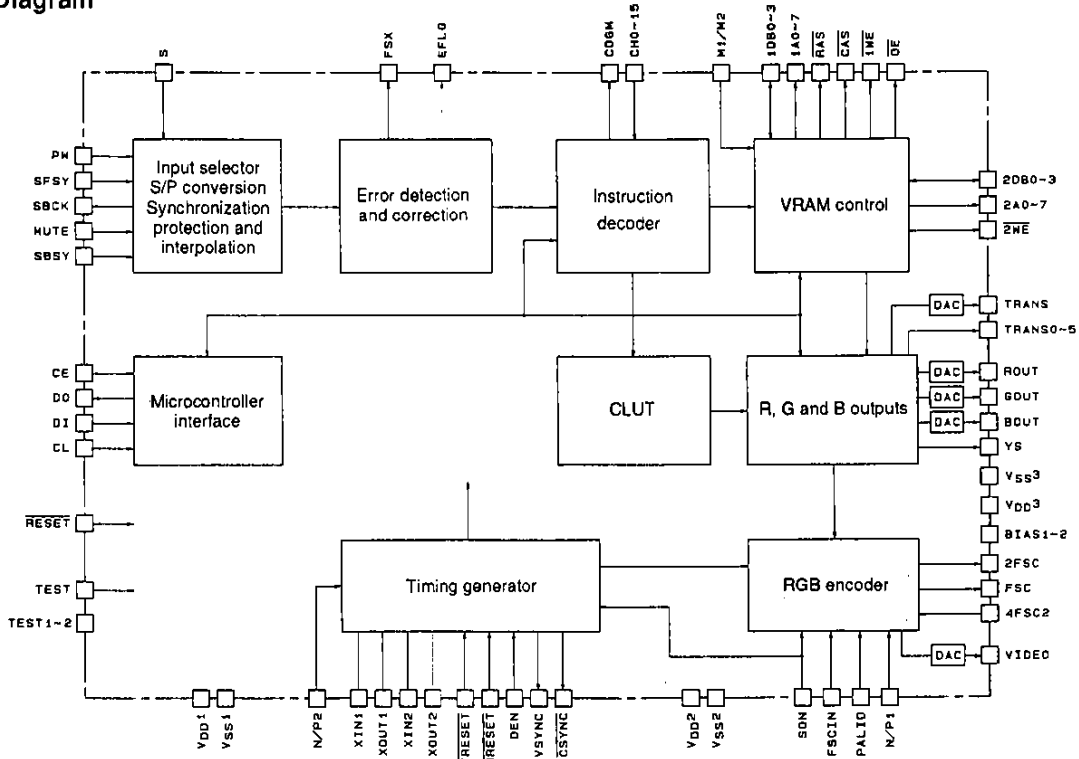 Diagram
S
FSX
EFLG
CDGM
CH0~15
M1/M2
1DB0~3
1A0~7
RAS
CAS
1WE
OE
PW
SFSY
SBCK
MUTE
SBSY
Input selector
S/P conversion
Synchronization
protection and
interpolation
Error detection
and correction
Instruction
decoder
VRAM control
2DB0~3
2A0~7
2WE
DAC
TRANS
TRANS0~5
CE
DO
DI
CL
Microcontroller
interface
CLUT
R, G and B outputs
DAC
ROUT
DAC
GOUT
DAC
BOUT
YS
VSS3
VDD3
BIAS1~2
RESET
TEST
TEST1~2
Timing generator
RGB encoder
2FSC
FSC
4FSC2
DAC
VIDEO
VDD1
VSS1
N/P2
XIN1
XOUT1
XIN2
XOUT2
RESET
RESET
DEN
VSYNC
CSYNC
VDD2
VSS2
SON
FSCIN
PALID
N/P1